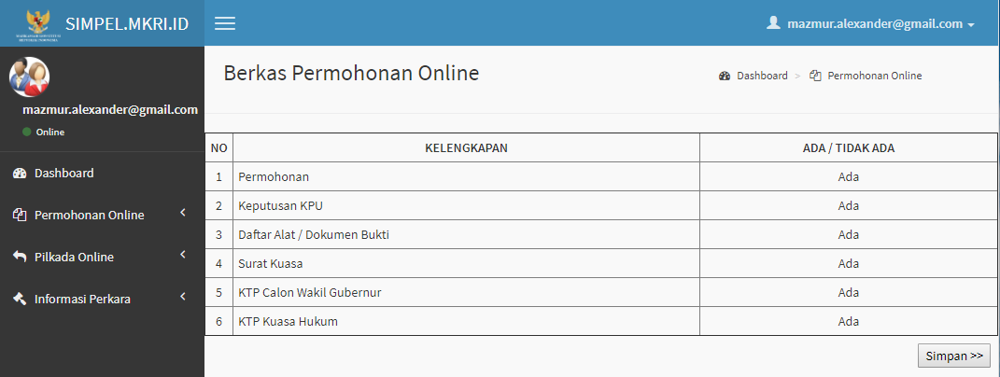 SIMPEL.MKRI.ID
mazmur.alexander@gmail.com
mazmur.alexander@gmail.com
Online
Dashboard
Permohonan Online
Pilkada Online
Informasi Perkara
Berkas Permohonan Online
Dashboard > Permohonan Online
NO KELENGKAPAN ADA / TIDAK ADA
1 Permohonan Ada
2 Keputusan KPU Ada
3 Daftar Alat / Dokumen Bukti Ada
4 Surat Kuasa Ada
5 KTP Calon Wakil Gubernur Ada
6 KTP Kuasa Hukum Ada
Simpan >>